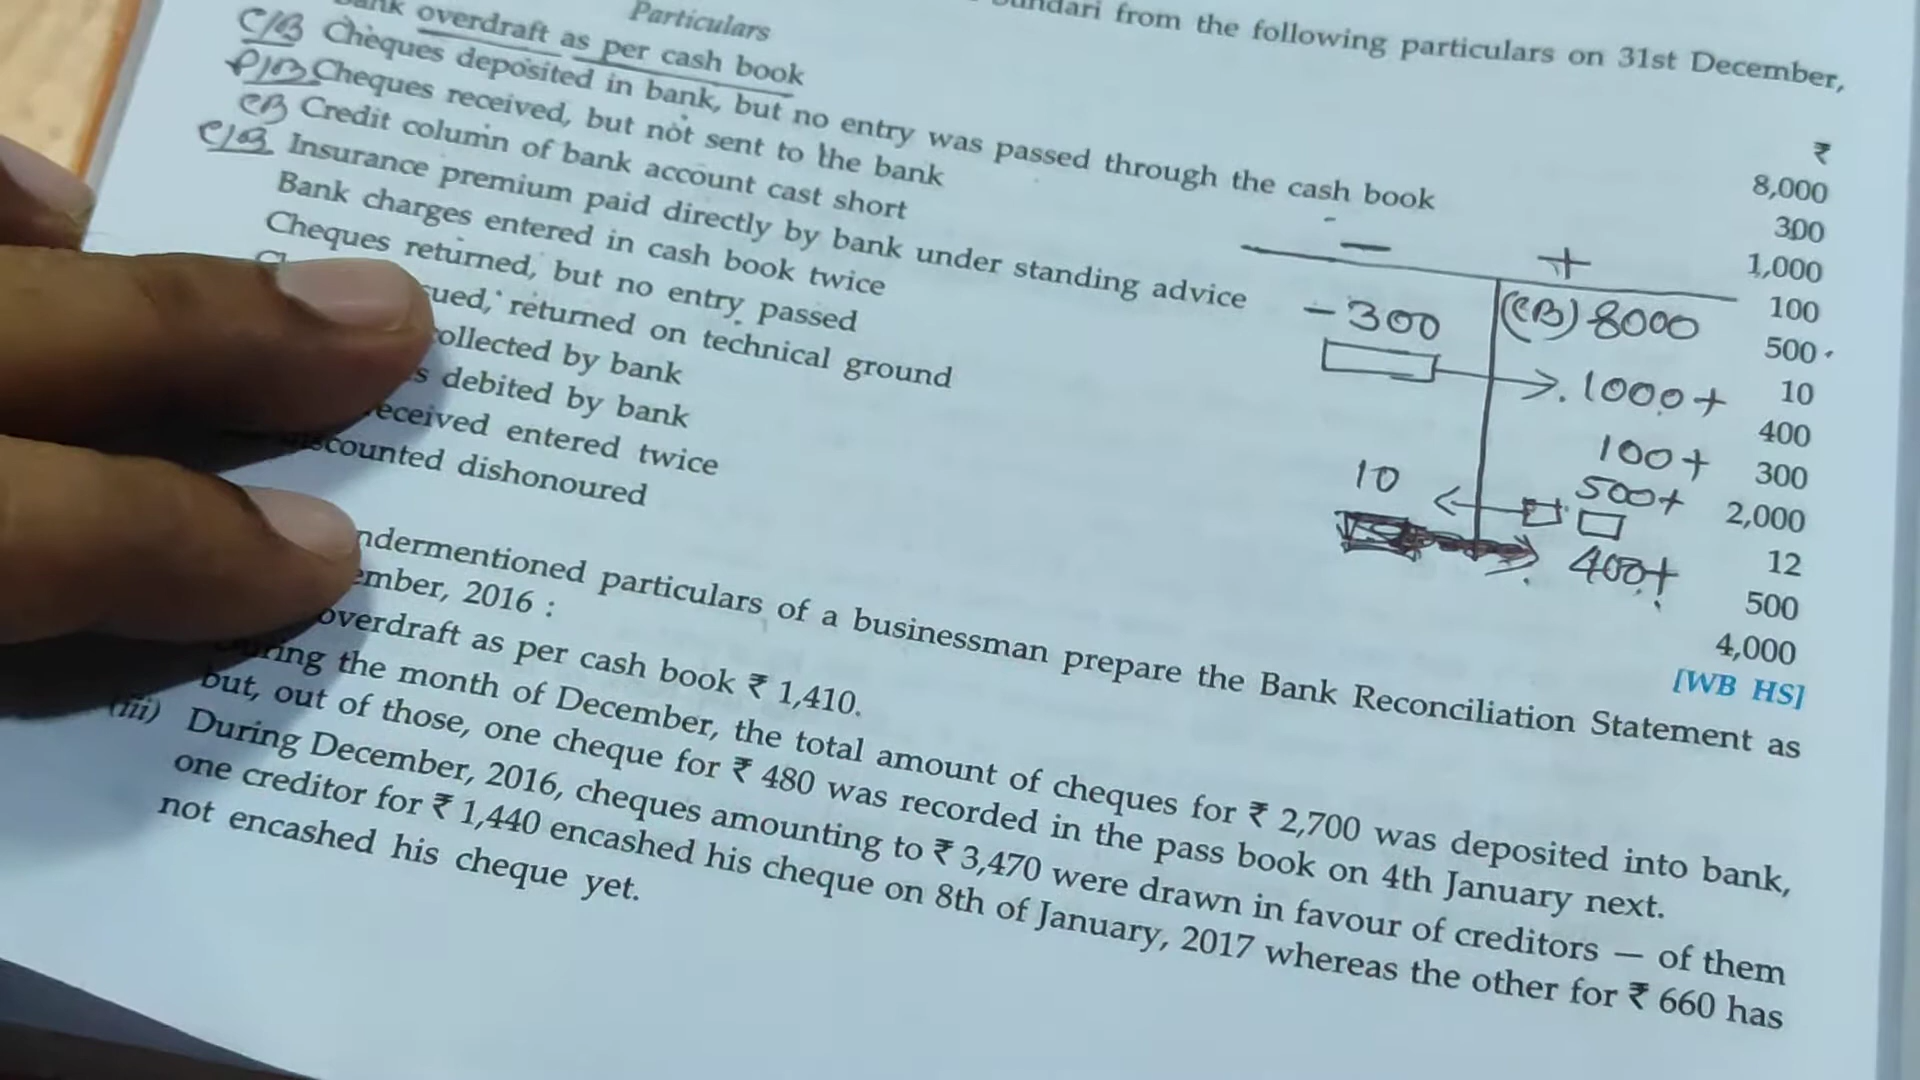 from the following particulars on 31st December,
Particulars
₹
overdraft as per cash book 8,000
C/B Cheques deposited in bank, but no entry was passed through the cash book 300
P/B Cheques received, but not sent to the bank 1,000
CB Credit column of bank account cast short 100
C/B Insurance premium paid directly by bank under standing advice 500
Bank charges entered in cash book twice 10
Cheques returned, but no entry passed 400
returned on technical ground 300
collected by bank 2,000
debited by bank 12
received entered twice 500
dishonoured 4,000
[WB HS]
- +
- 300 (CB) 8000
1000+
100+
10 500+
400+
particulars of a businessman prepare the Bank Reconciliation Statement as
2016 :
overdraft as per cash book ₹ 1,410.
the month of December, the total amount of cheques for ₹ 2,700 was deposited into bank,
but, out of those, one cheque for ₹ 480 was recorded in the pass book on 4th January next.
(iii) During December, 2016, cheques amounting to ₹ 3,470 were drawn in favour of creditors — of them
one creditor for ₹ 1,440 encashed his cheque on 8th of January, 2017 whereas the other for ₹ 660 has
not encashed his cheque yet.